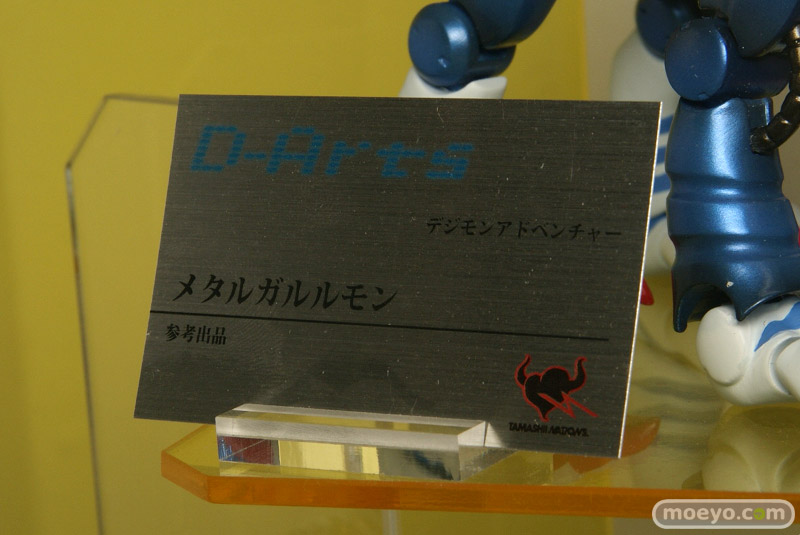 D-Arts
デジモンアドベンチャー
メタルガルルモン
参考出品
TAMASHII NATIONS
moeyo.com